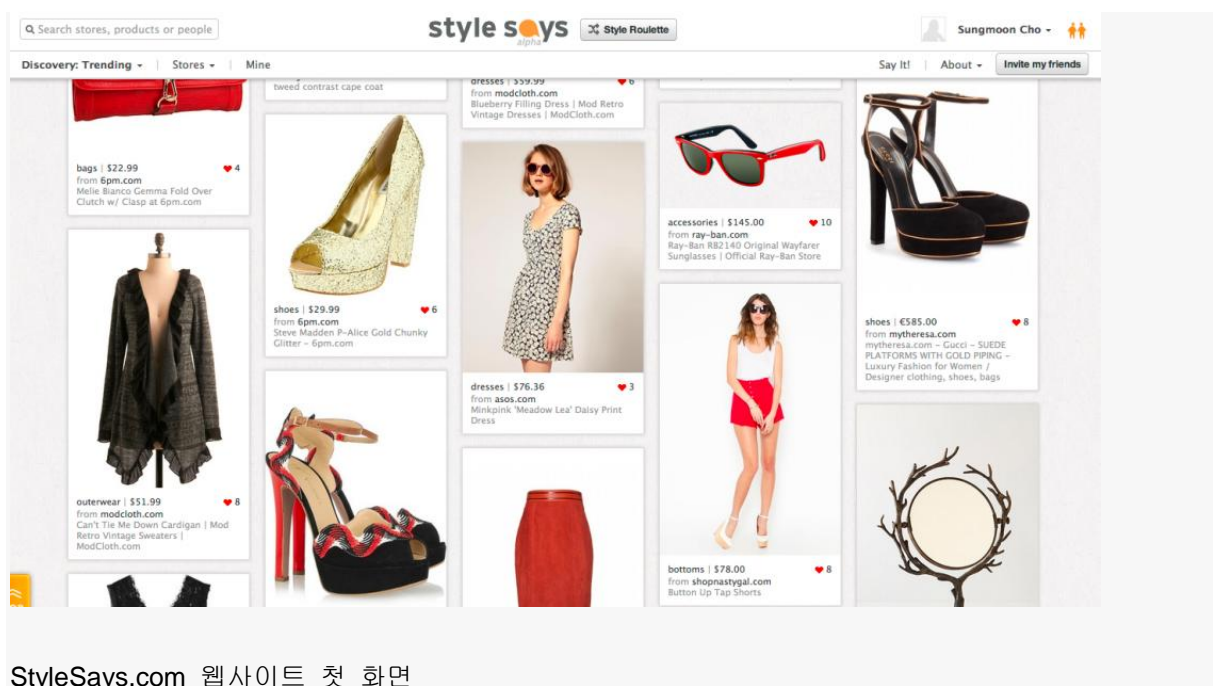 Search stores, products or people
style says
alpha
Style Roulette
Sungmoon Cho
Discovery: Trending
Stores
Mine
Say It!
About
Invite my friends
bags | $22.99
4
from 6pm.com
Melie Bianco Gemma Fold Over
Clutch w/ Clasp at 6pm.com
outerwear | $51.99
8
from modcloth.com
Can't Tie Me Down Cardigan | Mod
Retro Vintage Sweaters |
ModCloth.com
tweed contrast cape coat
shoes | $29.99
6
from 6pm.com
Steve Madden P-Alice Gold Chunky
Glitter - 6pm.com
dresses | $59.99
6
from modcloth.com
Blueberry Filling Dress | Mod Retro
Vintage Dresses | ModCloth.com
dresses | $76.36
3
from asos.com
Minkpink 'Meadow Lea' Daisy Print
Dress
accessories | $145.00
10
from ray-ban.com
Ray-Ban RB2140 Original Wayfarer
Sunglasses | Official Ray-Ban Store
bottoms | $78.00
8
from shopnastygal.com
Button Up Tap Shorts
shoes | €585.00
8
from mytheresa.com
mytheresa.com - Gucci - SUEDE
PLATFORMS WITH GOLD PIPING -
Luxury Fashion for Women /
Designer clothing, shoes, bags
StyleSays.com 웹사이트 첫 화면